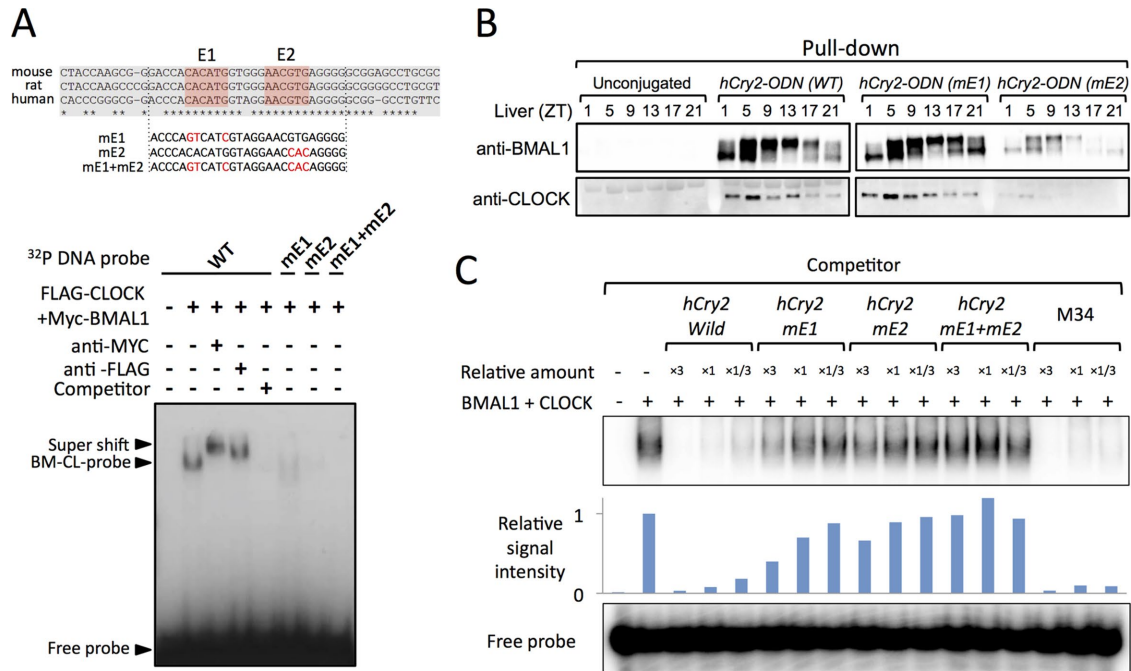 A
E1 E2
mouse CTACCAAGCG-GGACCACACATGGTGGGAACGTGAGGGGGCGGAGCCTGCGC
rat CTACCAAGCG-GGACCACACATGGTGGGAACGTGAGGGGGCGGAGCCTGCGC
human CACCCGGGCG-GACCCACACATGGTAGGAACGTGAGGGGGCGG-GCCTGTTC
mE1 ACCCAGTCATCGTAGGAACGTGAGGGG
mE2 ACCCACACATGGTAGGAACCACAGGGG
mE1+mE2 ACCCAGTCATCGTAGGAACCACAGGGG
32P DNA probe WT mE1 mE2 mE1+mE2
FLAG-CLOCK
+Myc-BMAL1 - + + + + + + +
anti-MYC - - + - - - - -
anti -FLAG - - - + - - - -
Competitor - - - - + - - -
Super shift
BM-CL-probe
Free probe
B
Pull-down
Unconjugated hCry2-ODN (WT) hCry2-ODN (mE1) hCry2-ODN (mE2)
Liver (ZT) 1 5 9 13 17 21 1 5 9 13 17 21 1 5 9 13 17 21 1 5 9 13 17 21
anti-BMAL1
anti-CLOCK
C
Competitor
hCry2 Wild hCry2 mE1 hCry2 mE2 hCry2 mE1+mE2 M34
Relative amount - - ×3 ×1 ×1/3 ×3 ×1 ×1/3 ×3 ×1 ×1/3 ×3 ×1 ×1/3 ×3 ×1 ×1/3
BMAL1 + CLOCK - + + + + + + + + + + + + + + + +
1
Relative
signal
intensity
0
Free probe